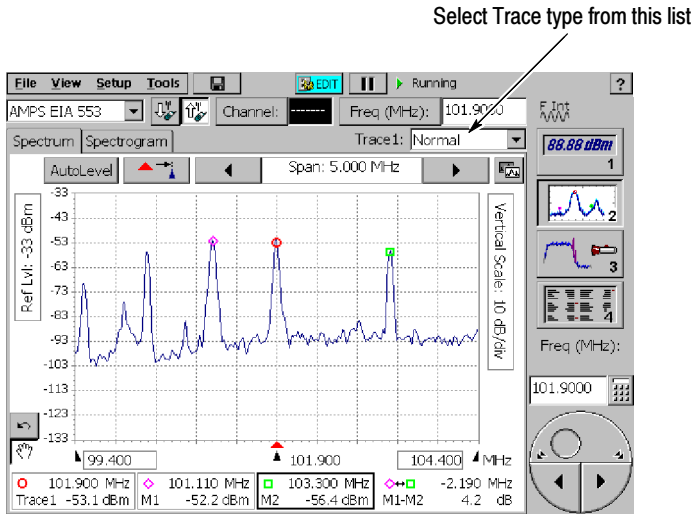 Select Trace type from this list
File View Setup Tools EDIT Running ?
AMPS EIA 553 Channel: ------ Freq (MHz): 101.9000 F Int
Spectrum Spectrogram Trace1: Normal
88.88 dBm
1
AutoLevel Span: 5.000 MHz
2
3
4
Ref Lvl: -33 dBm
-33
-43
-53
-63
-73
-83
-93
-103
-113
-123
-133
Vertical Scale: 10 dB/div
Freq (MHz):
101.9000
99.400 101.900 104.400 MHz
101.900 MHz 101.110 MHz 103.300 MHz -2.190 MHz
Trace1 -53.1 dBm M1 -52.2 dBm M2 -56.4 dBm M1-M2 4.2 dB